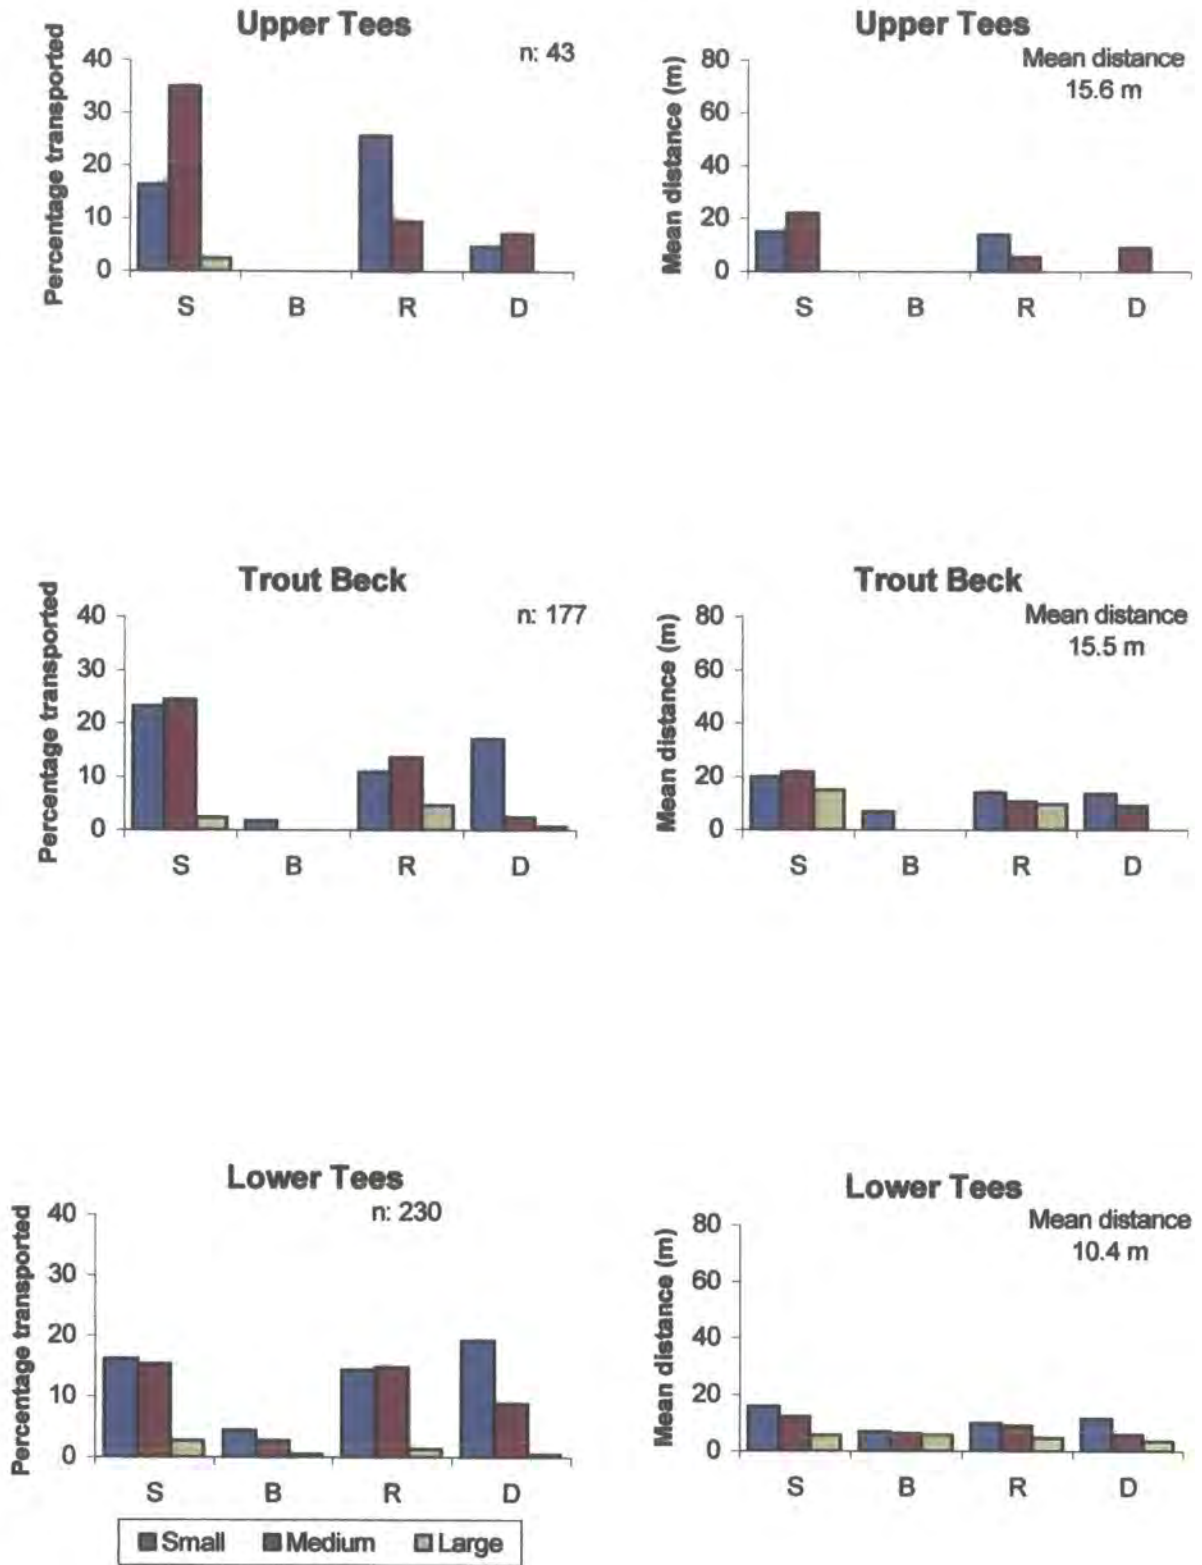 Upper Tees
n: 43
Percentage transported
40
30
20
10
0
S B R D
Upper Tees
Mean distance
15.6 m
Mean distance (m)
80
60
40
20
0
S B R D
Trout Beck
n: 177
Percentage transported
40
30
20
10
0
S B R D
Trout Beck
Mean distance
15.5 m
Mean distance (m)
80
60
40
20
0
S B R D
Lower Tees
n: 230
Percentage transported
40
30
20
10
0
S B R D
Small Medium Large
Lower Tees
Mean distance
10.4 m
Mean distance (m)
80
60
40
20
0
S B R D